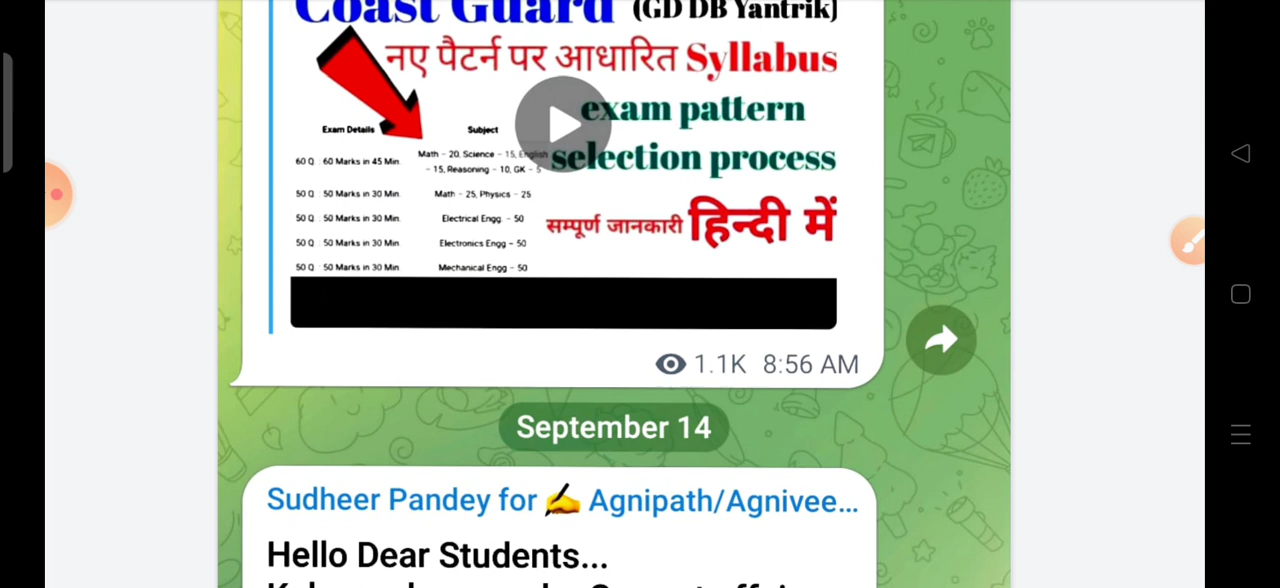 Coast Guard (GD DB Yantrik)
नए पैटर्न पर आधारित Syllabus
exam pattern
selection process
Exam Details Subject
60 Q : 60 Marks in 45 Min. Math - 20, Science - 15, English
- 15, Reasoning - 10, GK - 5
50 Q : 50 Marks in 30 Min. Math - 25, Physics - 25
50 Q : 50 Marks in 30 Min. Electrical Engg. - 50
50 Q : 50 Marks in 30 Min. Electronics Engg - 50
50 Q : 50 Marks in 30 Min. Mechanical Engg - 50
सम्पूर्ण जानकारी हिन्दी में
1.1K 8:56 AM
September 14
Sudheer Pandey for ✍️ Agnipath/Agnivee...
Hello Dear Students...